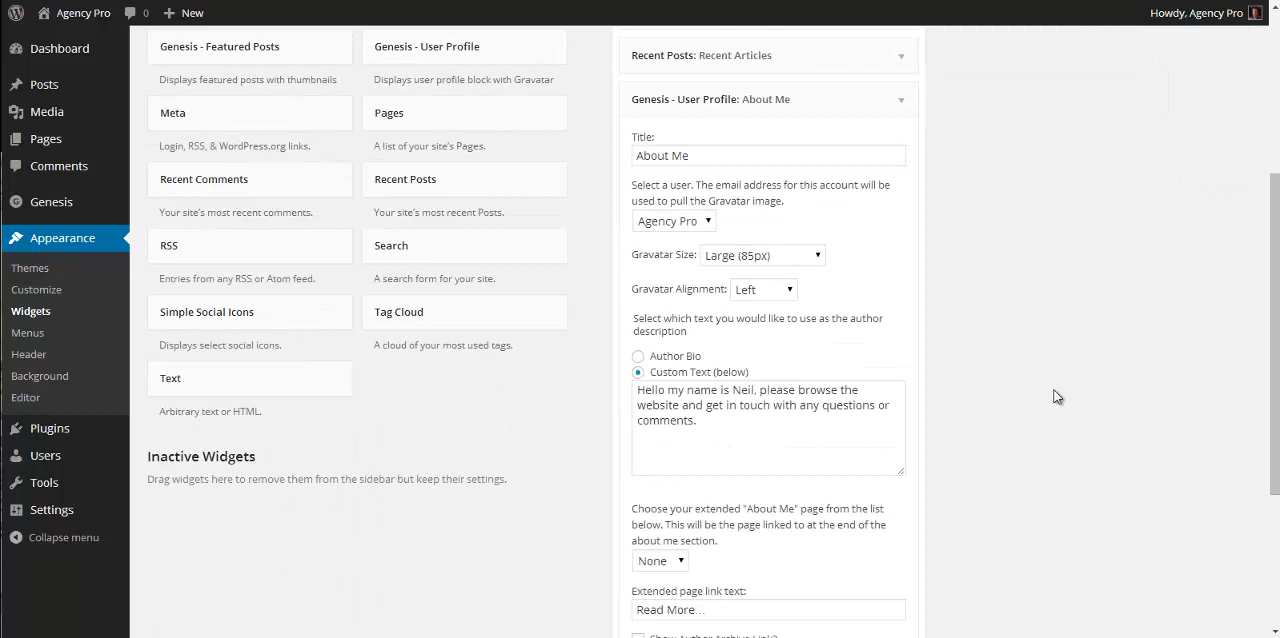 Agency Pro
0
New
Howdy, Agency Pro
Dashboard
Posts
Media
Pages
Comments
Genesis
Appearance
Themes
Customize
Widgets
Menus
Header
Background
Editor
Plugins
Users
Tools
Settings
Collapse menu
Genesis - Featured Posts
Displays featured posts with thumbnails
Genesis - User Profile
Displays user profile block with Gravatar
Meta
Login, RSS, & WordPress.org links.
Pages
A list of your site's Pages.
Recent Comments
Your site's most recent comments.
Recent Posts
Your site's most recent Posts.
RSS
Entries from any RSS or Atom feed.
Search
A search form for your site.
Simple Social Icons
Displays select social icons.
Tag Cloud
A cloud of your most used tags.
Text
Arbitrary text or HTML.
Inactive Widgets
Drag widgets here to remove them from the sidebar but keep their settings.
Recent Posts: Recent Articles
Genesis - User Profile: About Me
Title:
About Me
Select a user. The email address for this account will be
used to pull the Gravatar image.
Agency Pro
Gravatar Size: Large (85px)
Gravatar Alignment: Left
Select which text you would like to use as the author
description
Author Bio
Custom Text (below)
Hello my name is Neil, please browse the
website and get in touch with any questions or
comments.
Choose your extended "About Me" page from the list
below. This will be the page linked to at the end of the
about me section.
None
Extended page link text:
Read More…
Show Author Archive Link?